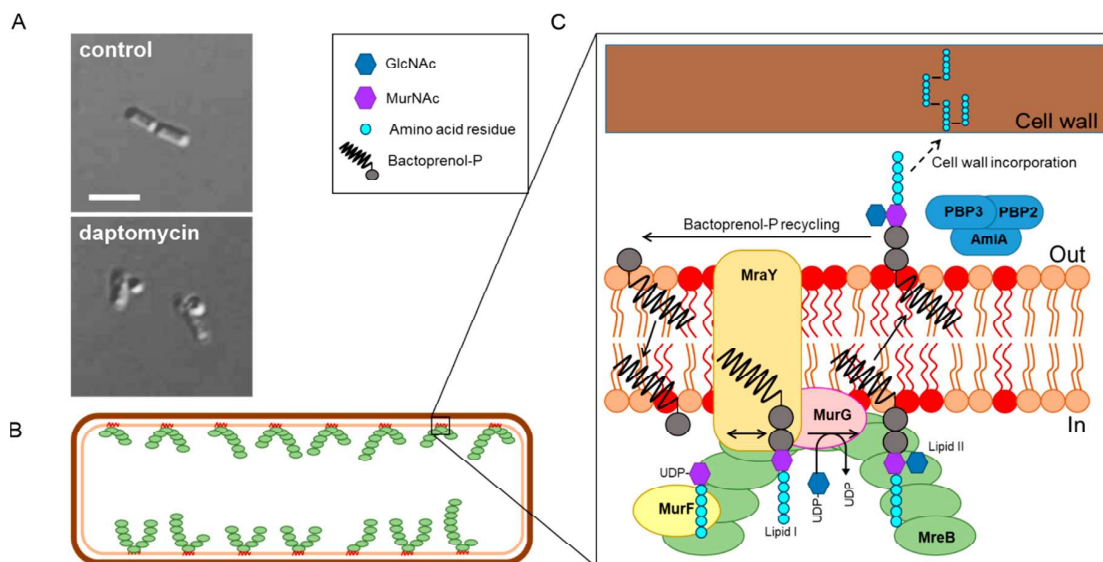 A
control
daptomycin
B
GlcNAc
MurNAc
Amino acid residue
Bactoprenol-P
C
Cell wall
Cell wall incorporation
PBP3
PBP2
AmiA
Bactoprenol-P recycling
Out
MraY
MurG
In
Lipid II
UDP-
MurF
Lipid I
UDP-
UDP
MreB